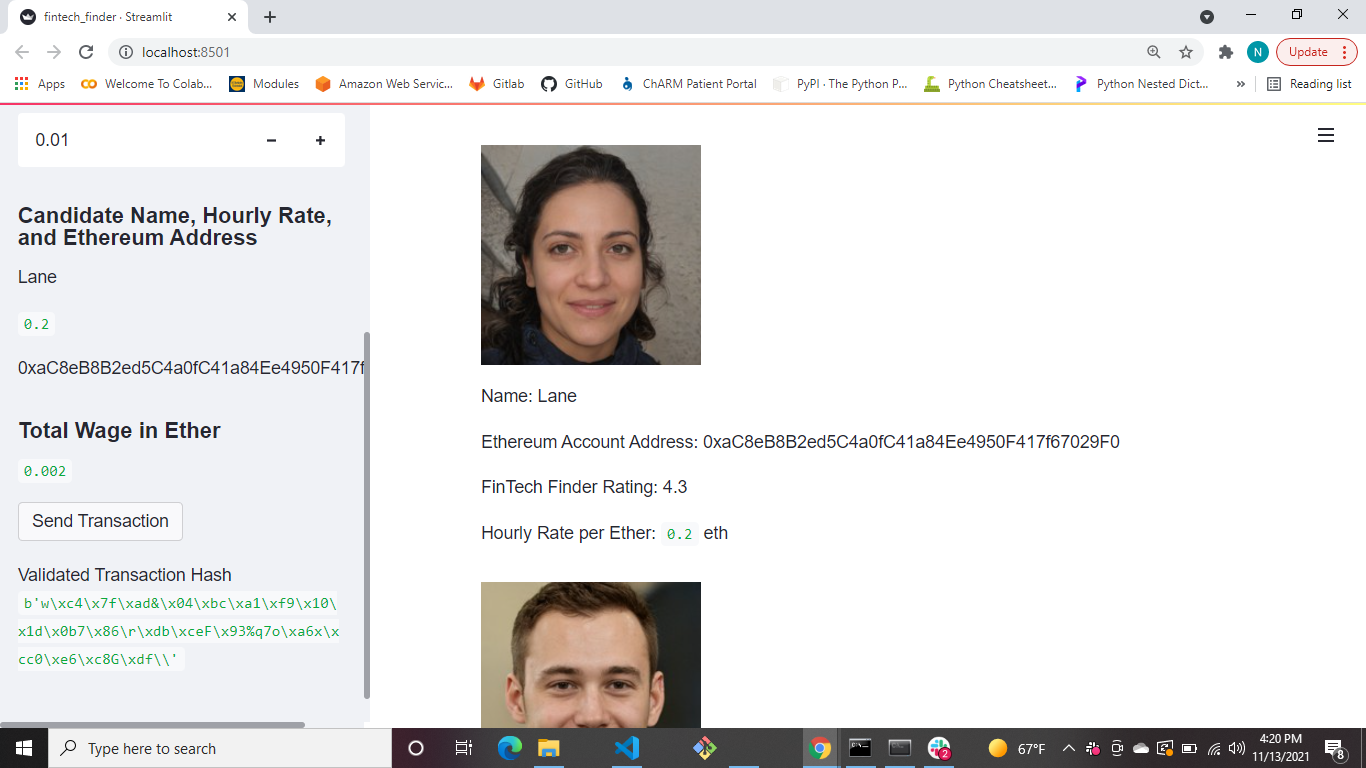 fintech_finder · Streamlit
localhost:8501
N
Update
Apps
Welcome To Colab...
Modules
Amazon Web Servic...
Gitlab
GitHub
ChARM Patient Portal
PyPI · The Python P...
Python Cheatsheet...
Python Nested Dict...
»
Reading list
0.01
Candidate Name, Hourly Rate,
and Ethereum Address
Lane
0.2
0xaC8eB8B2ed5C4a0fC41a84Ee4950F417f
Total Wage in Ether
0.002
Send Transaction
Validated Transaction Hash
b'w\xc4\x7f\xad&\x04\xbc\xa1\xf9\x10\
x1d\x0b7\x86\r\xdb\xceF\x93%q7o\xa6x\x
cc0\xe6\xc8G\xdf\\'
Name: Lane
Ethereum Account Address: 0xaC8eB8B2ed5C4a0fC41a84Ee4950F417f67029F0
FinTech Finder Rating: 4.3
Hourly Rate per Ether: 0.2 eth
Type here to search
2
67°F
4:20 PM
11/13/2021
8